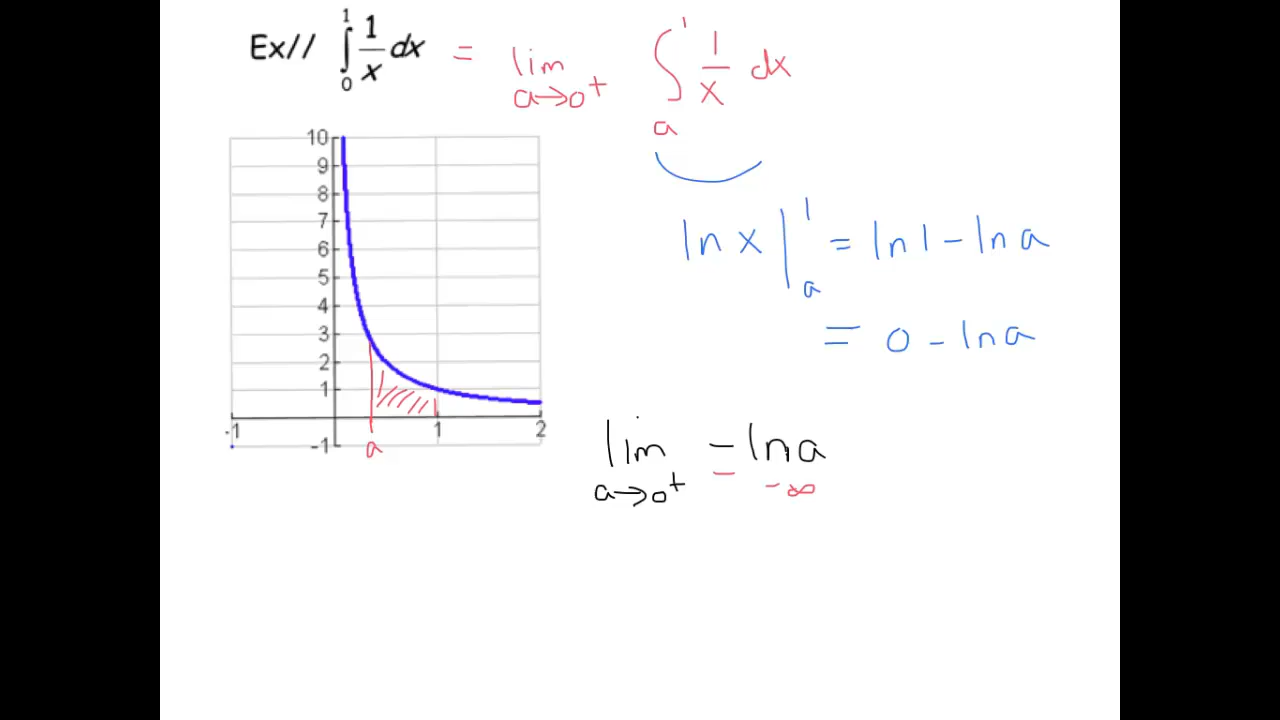 Ex// ∫₀¹ 1/x dx = lim a→0⁺ ∫ₐ¹ 1/x dx
10
9
8
7
6
5
4
3
2
1
-1
-1 1 2
a
ln x |ₐ¹ = ln 1 - ln a
= 0 - ln a
lim a→0⁺ - ln a
- -∞